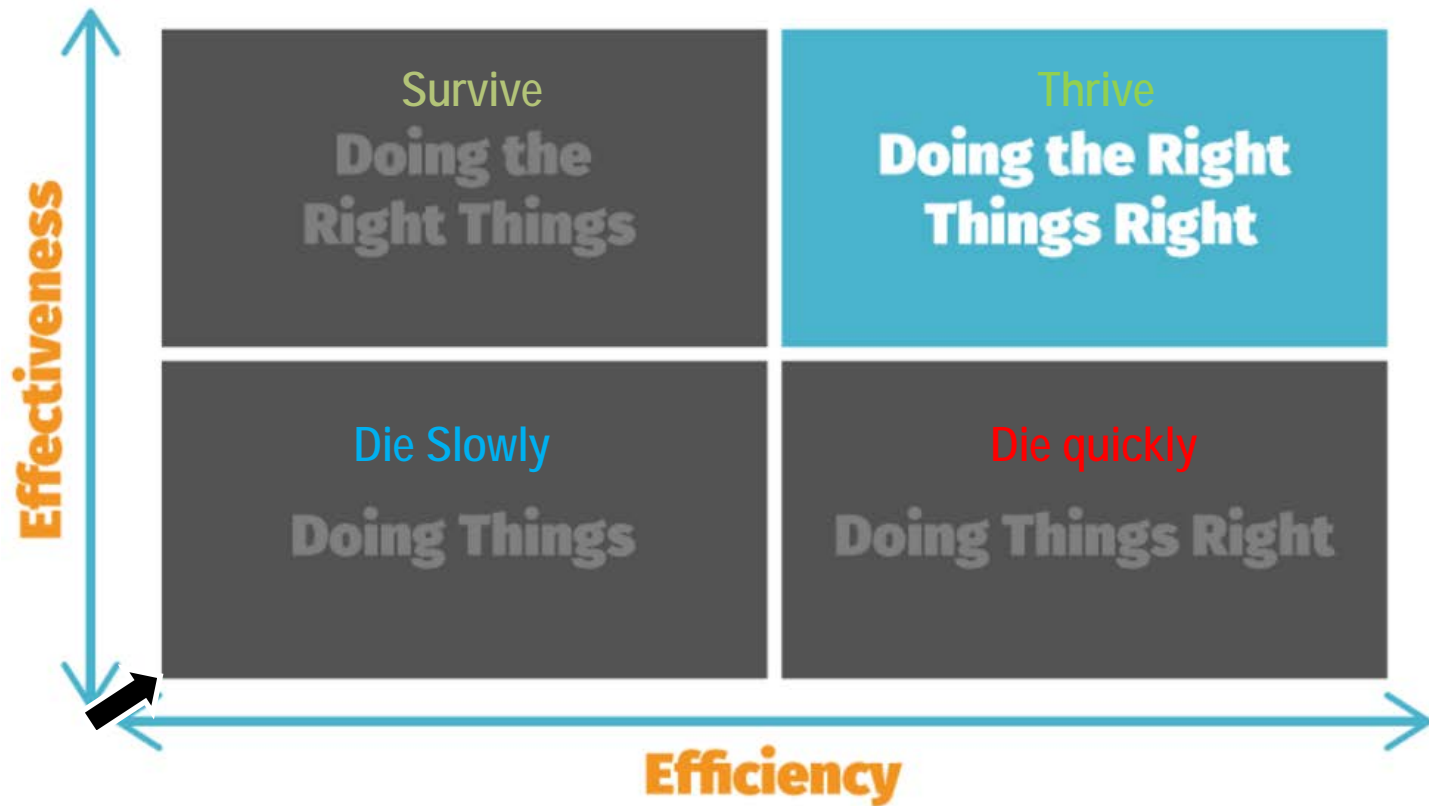 Effectiveness
Survive
Doing the
Right Things
Thrive
Doing the Right
Things Right
Die Slowly
Doing Things
Die quickly
Doing Things Right
Efficiency